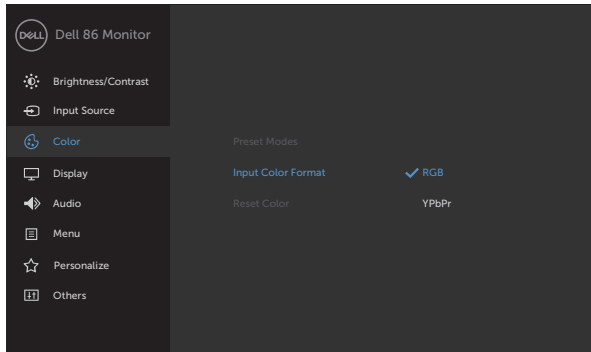 DELL Dell 86 Monitor
Brightness/Contrast
Input Source
Color
Preset Modes
Display
Input Color Format
RGB
Audio
Reset Color
YPbPr
Menu
Personalize
Others